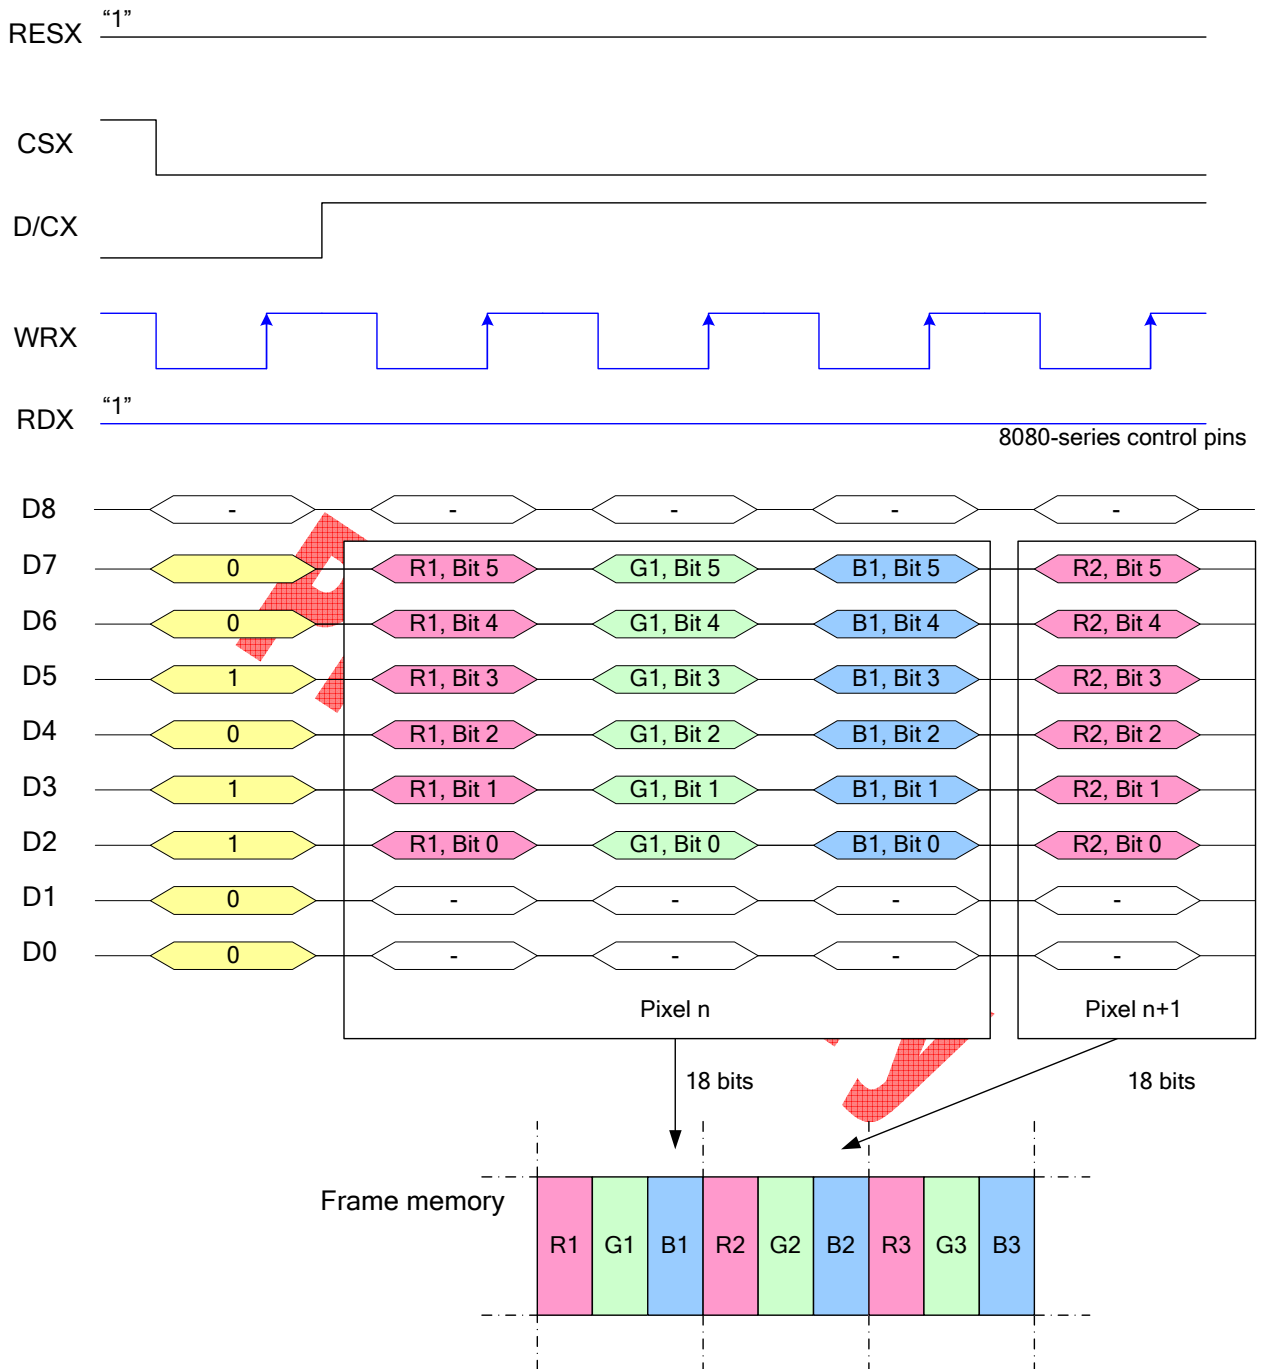 RESX “1”
CSX
D/CX
WRX
RDX “1”
8080-series control pins
D8 - - - - -
D7 0 R1, Bit 5 G1, Bit 5 B1, Bit 5 R2, Bit 5
D6 0 R1, Bit 4 G1, Bit 4 B1, Bit 4 R2, Bit 4
D5 1 R1, Bit 3 G1, Bit 3 B1, Bit 3 R2, Bit 3
D4 0 R1, Bit 2 G1, Bit 2 B1, Bit 2 R2, Bit 2
D3 1 R1, Bit 1 G1, Bit 1 B1, Bit 1 R2, Bit 1
D2 1 R1, Bit 0 G1, Bit 0 B1, Bit 0 R2, Bit 0
D1 0 - - - -
D0 0 - - - -
Pixel n Pixel n+1
18 bits 18 bits
Frame memory
R1 G1 B1 R2 G2 B2 R3 G3 B3